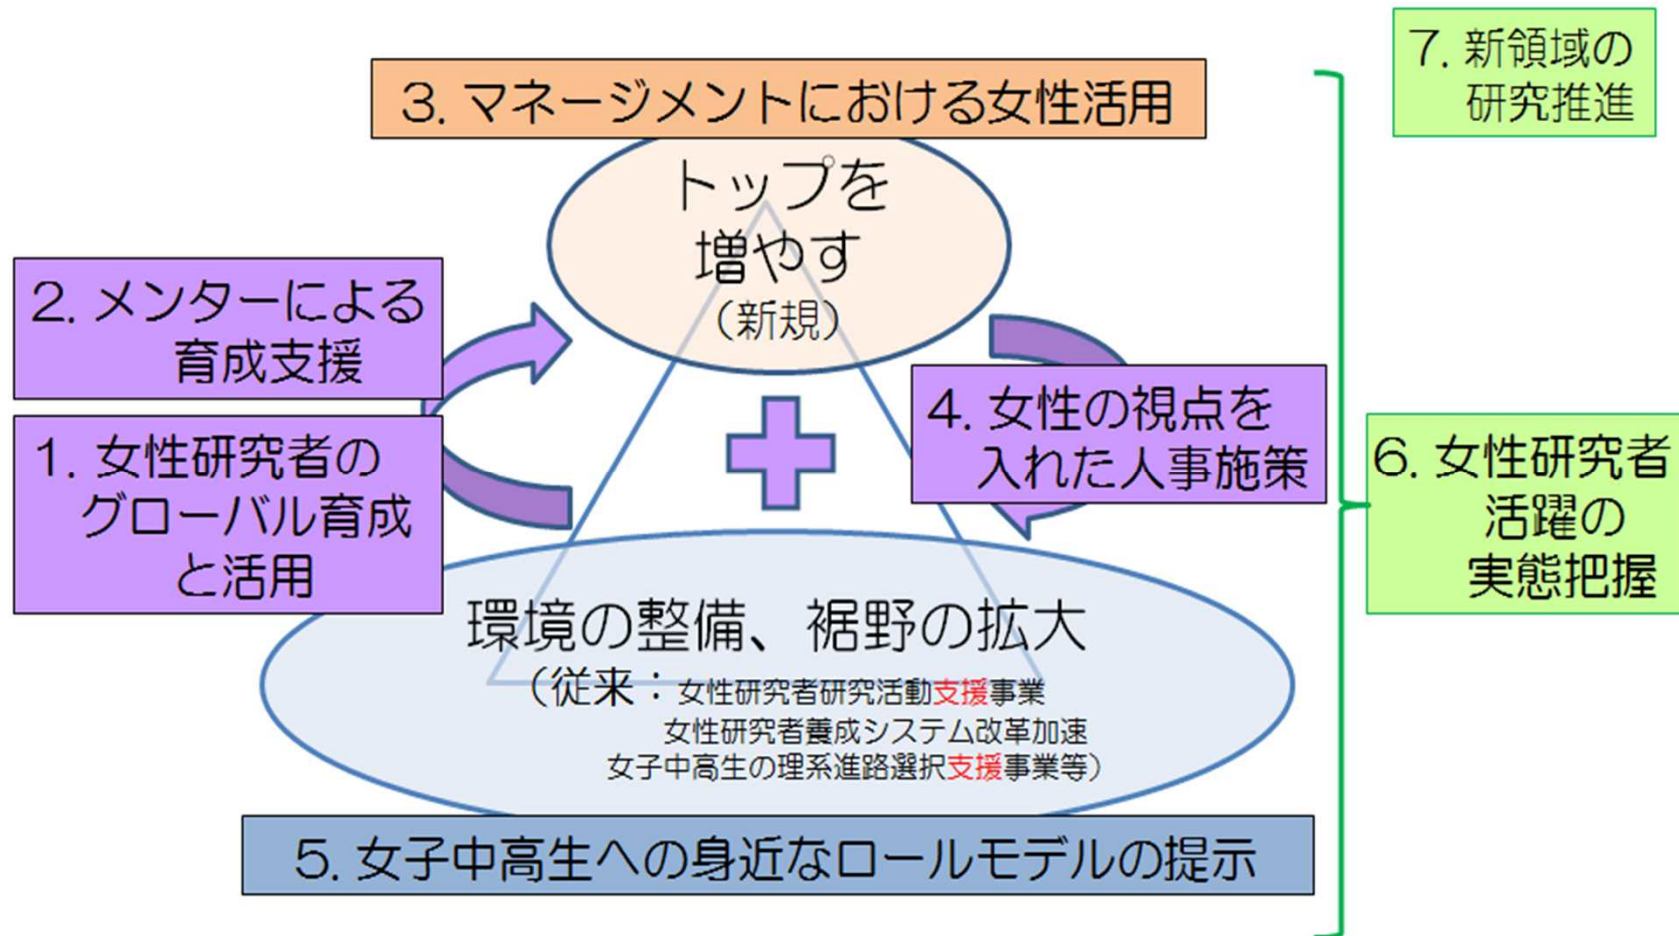 3. マネージメントにおける女性活用
トップを
増やす
（新規）
2. メンターによる
育成支援
1. 女性研究者の
グローバル育成
と活用
4. 女性の視点を
入れた人事施策
環境の整備、裾野の拡大
（従来：女性研究者研究活動支援事業
女性研究者養成システム改革加速
女子中高生の理系進路選択支援事業等）
5. 女子中高生への身近なロールモデルの提示
7. 新領域の
研究推進
6. 女性研究者
活躍の
実態把握